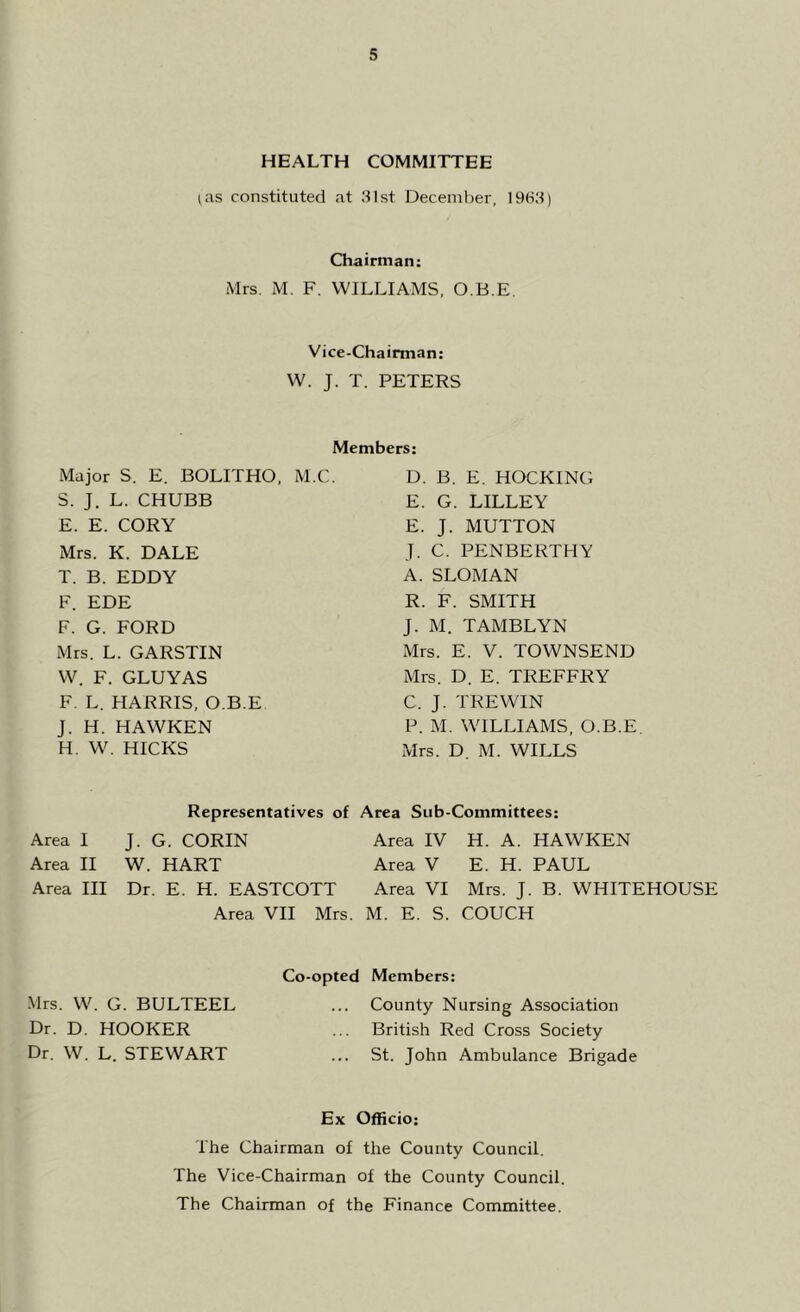 5
HEALTH COMMITTEE
(as constituted at 31st December, 1963)
Chairman:
Mrs. M. F. WILLIAMS, O.B.E.
Vice-Chairman:
W. J. T. PETERS
Members:
Major S. E. BOLITHO, M.C.
S. J. L. CHUBB
E. E. CORY
Mrs. K. DALE
T. B. EDDY
F. EDE
F. G. FORD
Mrs. L. GARSTIN
W. F. GLUYAS
F. L. HARRIS, O.B.E
J. H. HAWKEN
H. W. HICKS
D. B. E. HOCKING
E. G. LILLEY
E. J. MUTTON
J. C. PENBERTHY
A. SLOMAN
R. F. SMITH
J. M. TAMBLYN
Mrs. E. V. TOWNSEND
Mrs. D. E. TREFFRY
C. J. TREWIN
P. M. WILLIAMS, O.B.E.
Mrs. D. M. WILLS
Representatives of Area Sub-Committees:
Area I J. G. CORIN
Area II W. HART
Area III Dr. E. H. EASTCOTT
Area IV H. A. HAWKEN
Area V E. H. PAUL
Area VI Mrs. J. B. WHITEHOUSE
Area VII Mrs. M. E. S. COUCH
Co-opted Members:
Mrs. W. G. BULTEEL ... County Nursing Association
Dr. D. HOOKER ... British Red Cross Society
Dr. W. L. STEWART ... St. John Ambulance Brigade
Ex Officio:
The Chairman of the County Council.
The Vice-Chairman of the County Council.
The Chairman of the Finance Committee.